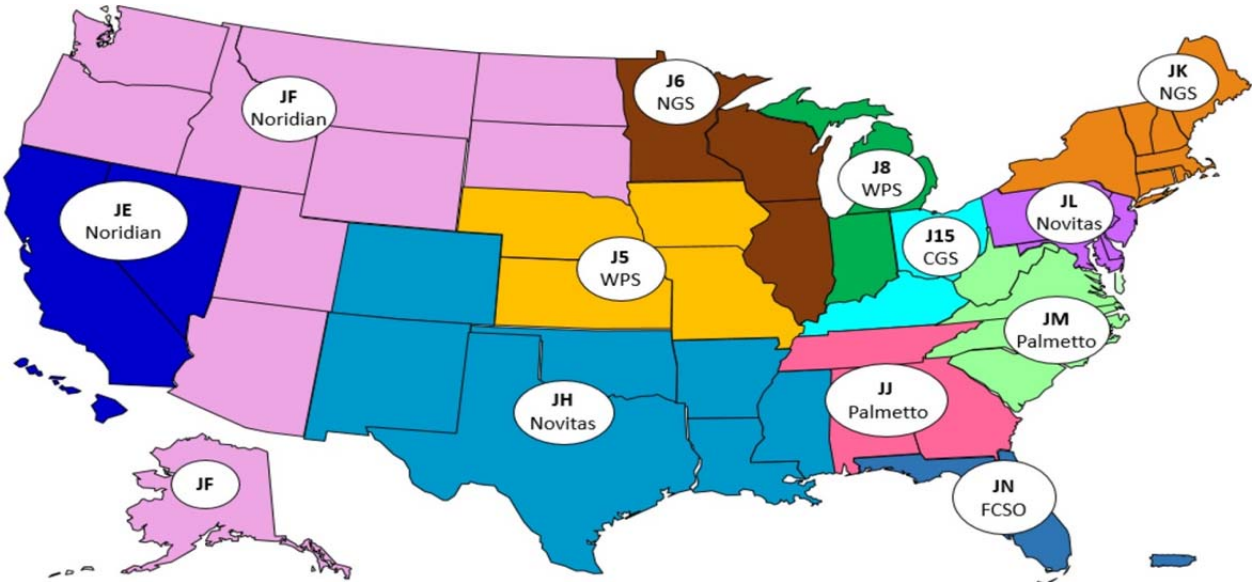 JF
Noridian
J6
NGS
JK
NGS
J8
WPS
JE
Noridian
JL
Novitas
J15
CGS
J5
WPS
JM
Palmetto
JH
Novitas
JJ
Palmetto
JF
JN
FCSO